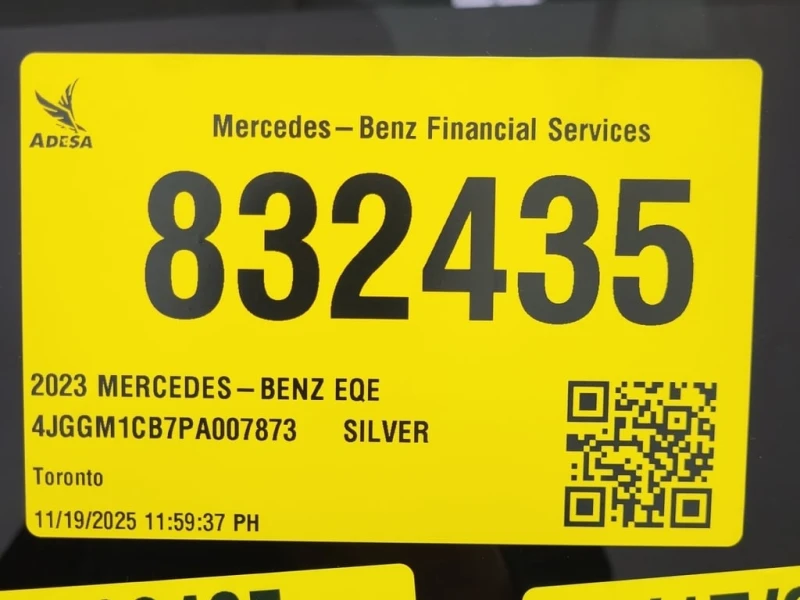 ADESA
Mercedes-Benz Financial Services
832435
2023 MERCEDES-BENZ EQE
4JGGM1CB7PA007873 SILVER
Toronto
11/19/2025 11:59:37 PH